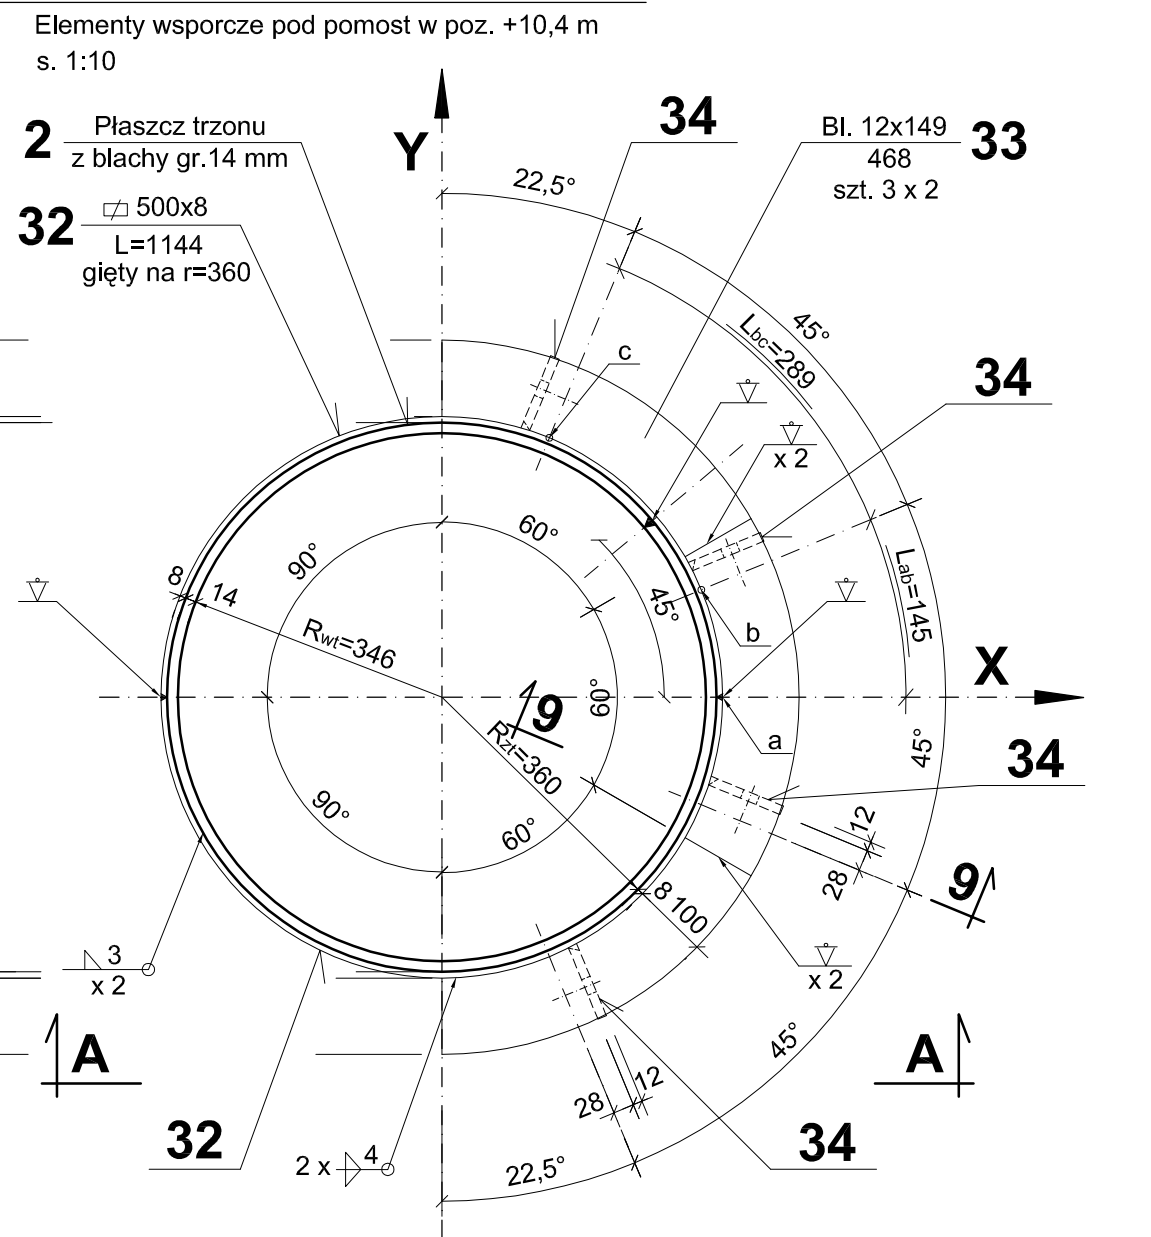 Elementy wsporcze pod pomost w poz. +10,4 m
s. 1:10
2
Płaszcz trzonu
z blachy gr.14 mm
Y
34
Bl. 12x149
468
szt. 3 x 2
33
32
500x8
L=1144
gięty na r=360
22,5°
45°
Lbc=289
c
34
x 2
60°
90°
45°
8
14
Rwt=346
Lab=145
b
X
60°
9
Rzt=360
a
45°
34
90°
60°
12
28
8
100
9
3
x 2
x 2
A
A
45°
12
28
32
2 x
4
34
22,5°